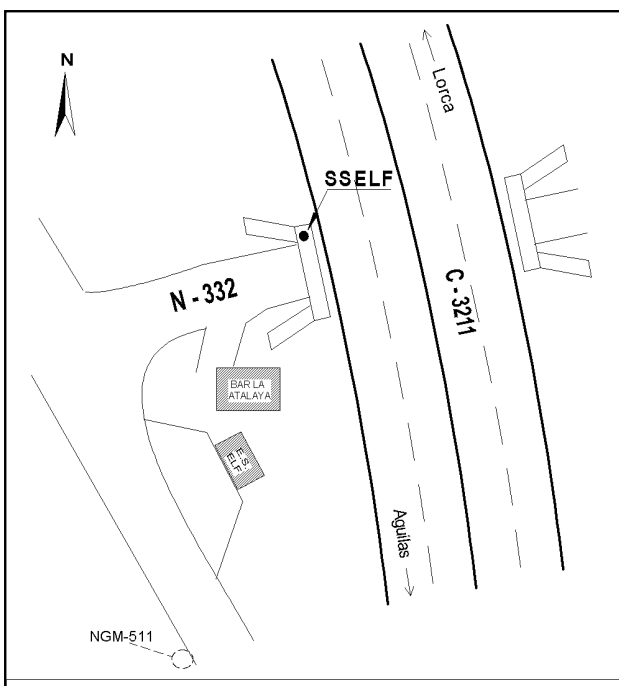 N
Lorca
SSELF
N - 332
C - 3211
BAR LA
ATALAYA
E.S.
ELF
Aguilas
NGM-511